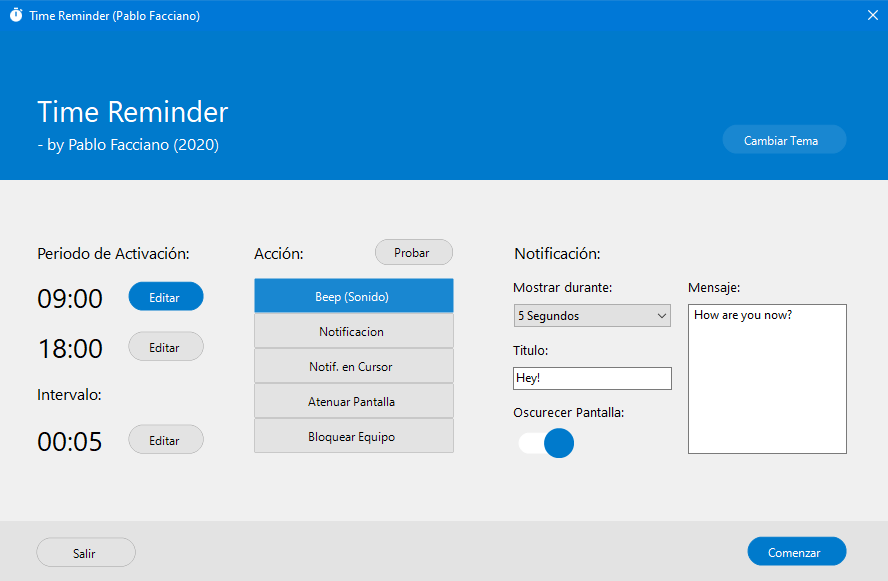 Time Reminder (Pablo Facciano)
Time Reminder
- by Pablo Facciano (2020)
Cambiar Tema
Periodo de Activación:
09:00
Editar
18:00
Editar
Intervalo:
00:05
Editar
Acción:
Probar
Beep (Sonido)
Notificacion
Notif. en Cursor
Atenuar Pantalla
Bloquear Equipo
Notificación:
Mostrar durante:
5 Segundos
Titulo:
Hey!
Oscurecer Pantalla:
Mensaje:
How are you now?
Salir
Comenzar